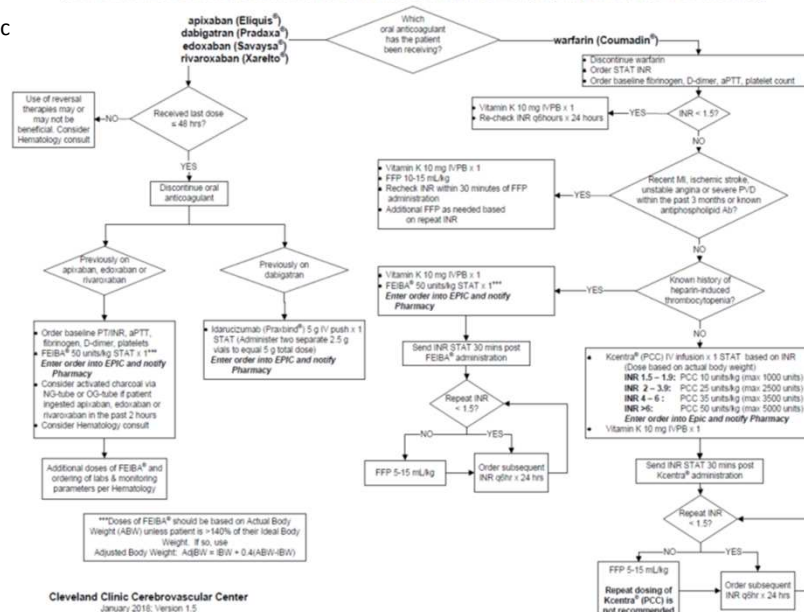 c
apixaban (Eliquis®)
dabigatran (Pradaxa®)
edoxaban (Savaysa®)
rivaroxaban (Xarelto®)
Which
oral anticoagulant
has the patient
been receiving?
warfarin (Coumadin®)
• Discontinue warfarin
• Order STAT INR
• Order baseline fibrinogen, D-dimer, aPTT, platelet count
Use of reversal
therapies may or
may not be
beneficial. Consider
Hematology consult
NO
Received last dose
≤ 48 hrs?
• Vitamin K 10 mg IVPB x 1
• Re-check INR q6hours x 24 hours
YES
INR < 1.5?
NO
YES
Discontinue oral
anticoagulant
• Vitamin K 10 mg IVPB x 1
• FFP 10-15 mL/kg
• Recheck INR within 30 minutes of FFP
administration
• Additional FFP as needed based
on repeat INR
YES
Recent MI, ischemic stroke,
unstable angina or severe PVD
within the past 3 months or known
antiphospholipid Ab?
NO
Previously on
apixaban, edoxaban or
rivaroxaban
Previously on
dabigatran
• Vitamin K 10 mg IVPB x 1
• FEIBA® 50 units/kg STAT x 1***
Enter order into EPIC and notify
Pharmacy
YES
Known history of
heparin-induced
thrombocytopenia?
NO
• Order baseline PT/INR, aPTT,
fibrinogen, D-dimer, platelets
• FEIBA® 50 units/kg STAT x 1***
Enter order into EPIC and notify
Pharmacy
• Consider activated charcoal via
NG-tube or OG-tube if patient
ingested apixaban, edoxaban or
rivaroxaban in the past 2 hours
• Consider Hematology consult
• Idarucizumab (Praxbind®) 5 g IV push x 1
STAT (Administer two separate 2.5 g
vials to equal 5 g total dose)
Enter order into EPIC and notify
Pharmacy
Send INR STAT 30 mins post
FEIBA® administration
• Kcentra® (PCC) IV infusion x 1 STAT based on INR
(Dose based on actual body weight)
INR 1.5 – 1.9: PCC 10 units/kg (max 1000 units)
INR 2 – 3.9: PCC 25 units/kg (max 2500 units)
INR 4 – 6 : PCC 35 units/kg (max 3500 units)
INR >6: PCC 50 units/kg (max 5000 units)
Enter order into Epic and notify Pharmacy
• Vitamin K 10 mg IVPB x 1
Repeat INR
< 1.5?
NO
YES
FFP 5-15 mL/kg
Order subsequent
INR q6hr x 24 hrs
Additional doses of FEIBA® and
ordering of labs & monitoring
parameters per Hematology
Send INR STAT 30 mins post
Kcentra® administration
Repeat INR
< 1.5?
NO
YES
FFP 5-15 mL/kg
Repeat dosing of
Kcentra® (PCC) is
not recommended
Order subsequent
INR q6hr x 24 hrs
***Doses of FEIBA® should be based on Actual Body
Weight (ABW) unless patient is >140% of their Ideal Body
Weight. If so, use
Adjusted Body Weight: AdjBW = IBW + 0.4(ABW-IBW)
Cleveland Clinic Cerebrovascular Center
January 2018; Version 1.5